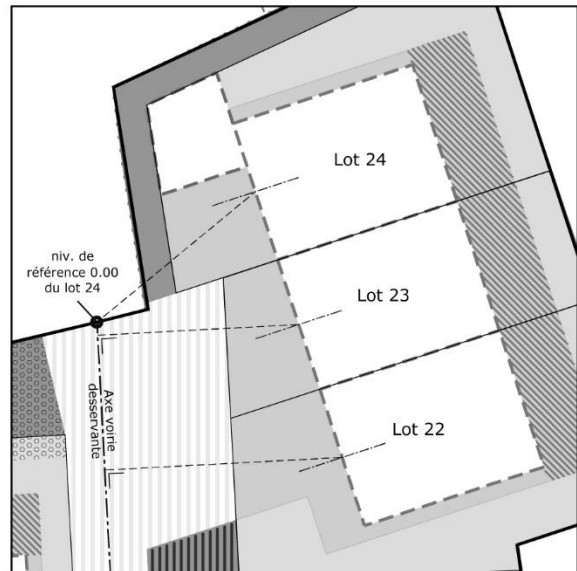 Lot 24
niv. de
référence 0.00
du lot 24
Lot 23
Axe voirie
desservante
Lot 22